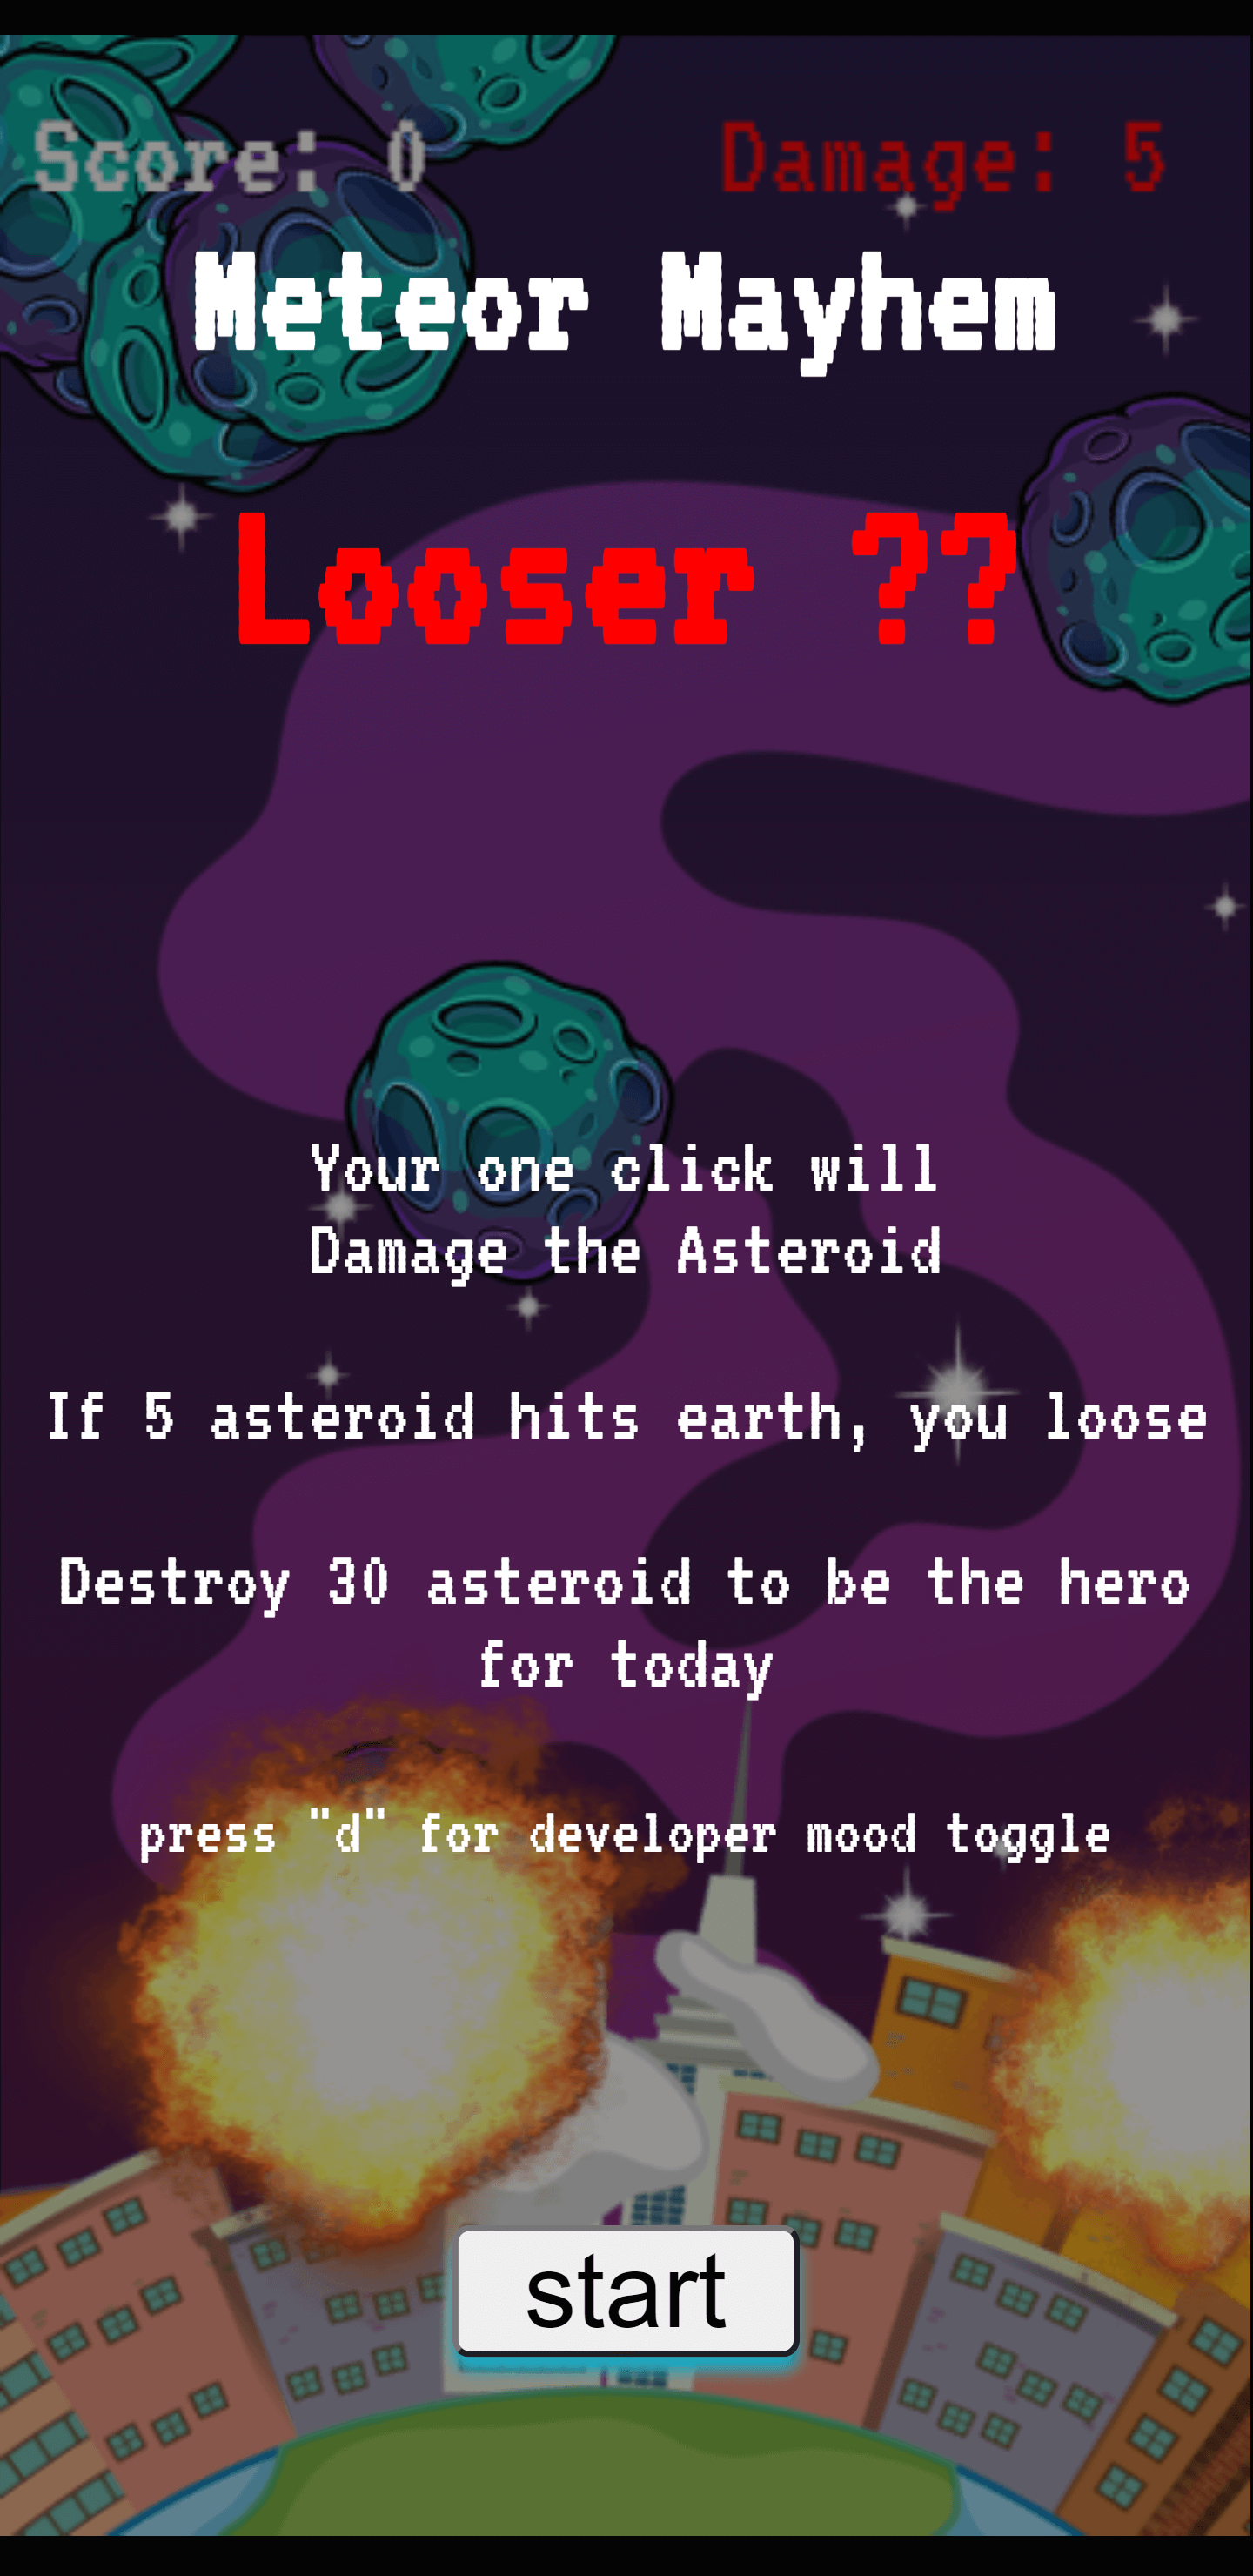 Score: 0 Damage: 5
Meteor Mayhem
Looser ??
Your one click will
Damage the Asteroid
If 5 asteroid hits earth, you loose
Destroy 30 asteroid to be the hero
for today
press "d" for developer mood toggle
start